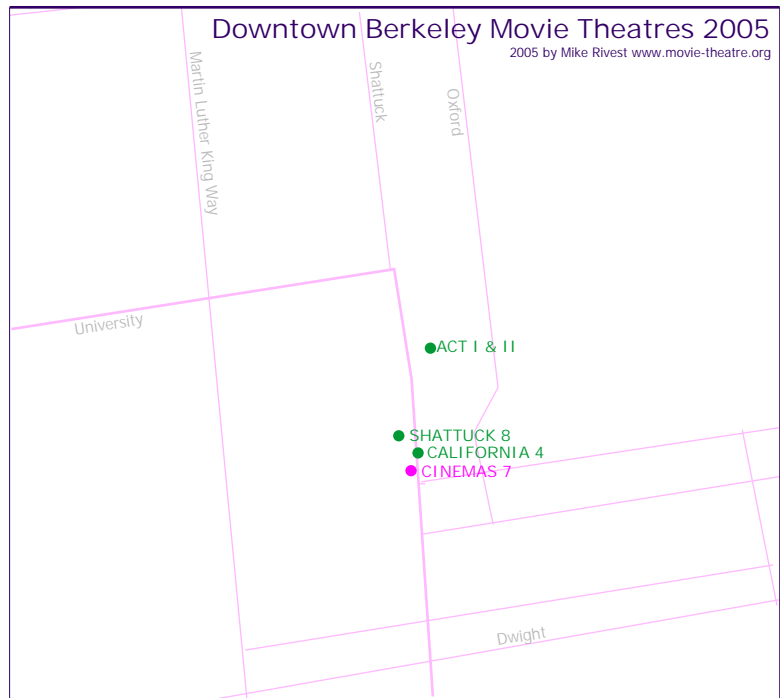 Downtown Berkeley Movie Theatres 2005
2005 by Mike Rivest www.movie-theatre.org
Martin Luther King Way
Shattuck
Oxford
University
ACT I & II
SHATTUCK 8
CALIFORNIA 4
CINEMAS 7
Dwight